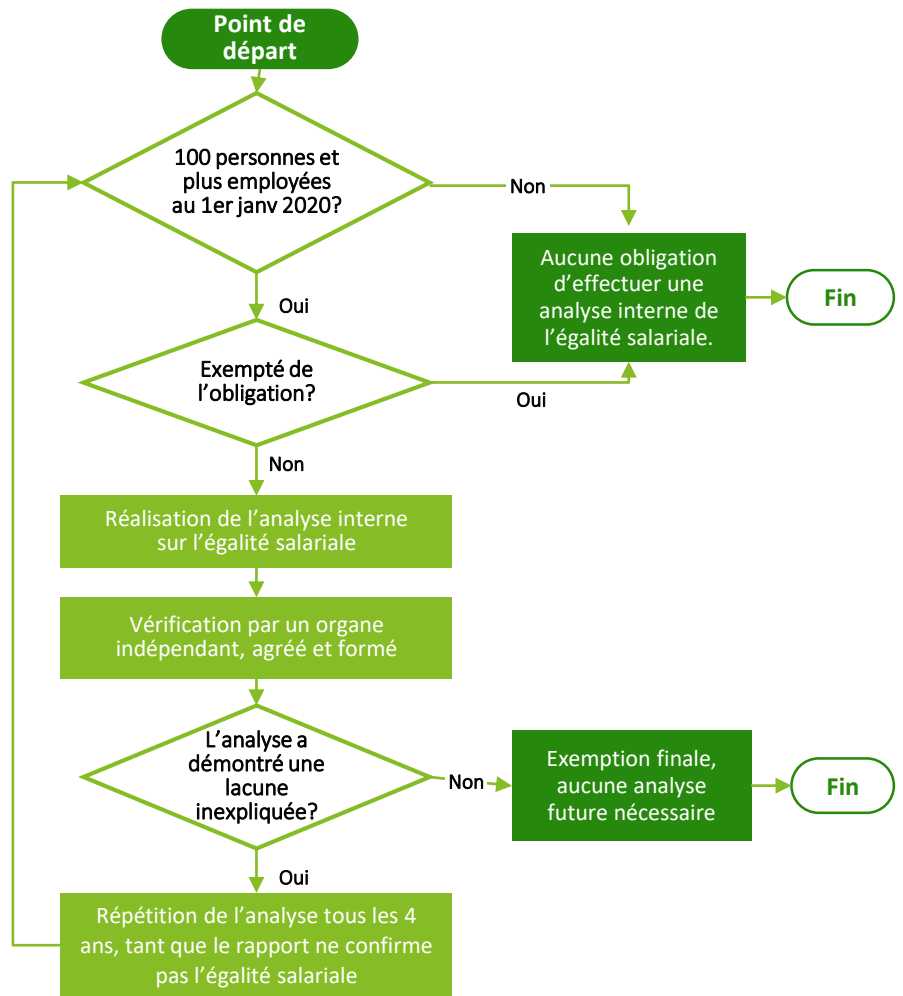 Point de
départ
100 personnes et
plus employées
au 1er janv 2020?
Non
Aucune obligation
d'effectuer une
analyse interne de
l'égalité salariale.
Fin
Oui
Exempté de
l'obligation?
Oui
Non
Réalisation de l'analyse interne
sur l'égalité salariale
Vérification par un organe
indépendant, agréé et formé
L'analyse a
démontré une
lacune
inexpliquée?
Non
Exemption finale,
aucune analyse
future nécessaire
Fin
Oui
Répétition de l'analyse tous les 4
ans, tant que le rapport ne confirme
pas l'égalité salariale